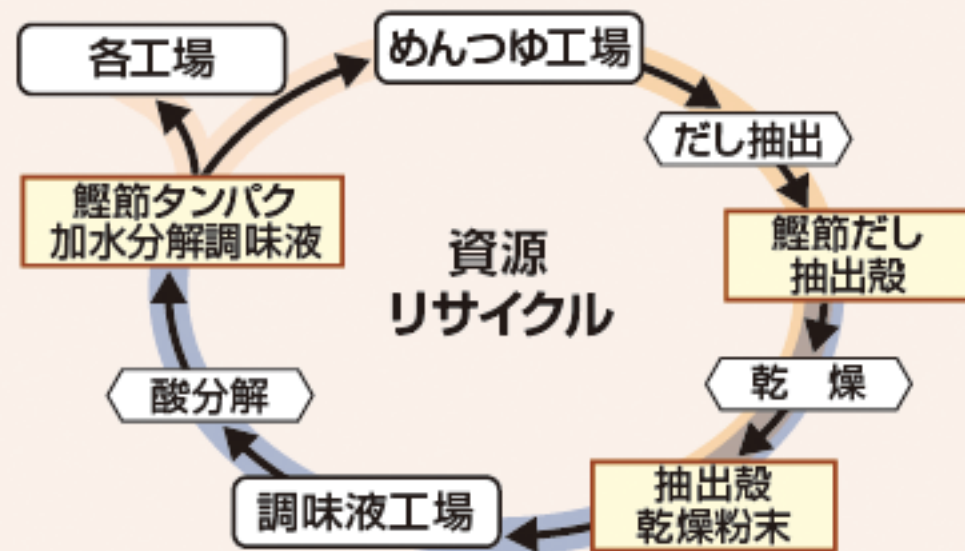 各工場
めんつゆ工場
だし抽出
鰹節だし
抽出殻
乾　燥
抽出殻
乾燥粉末
調味液工場
酸分解
鰹節タンパク
加水分解調味液
資源
リサイクル